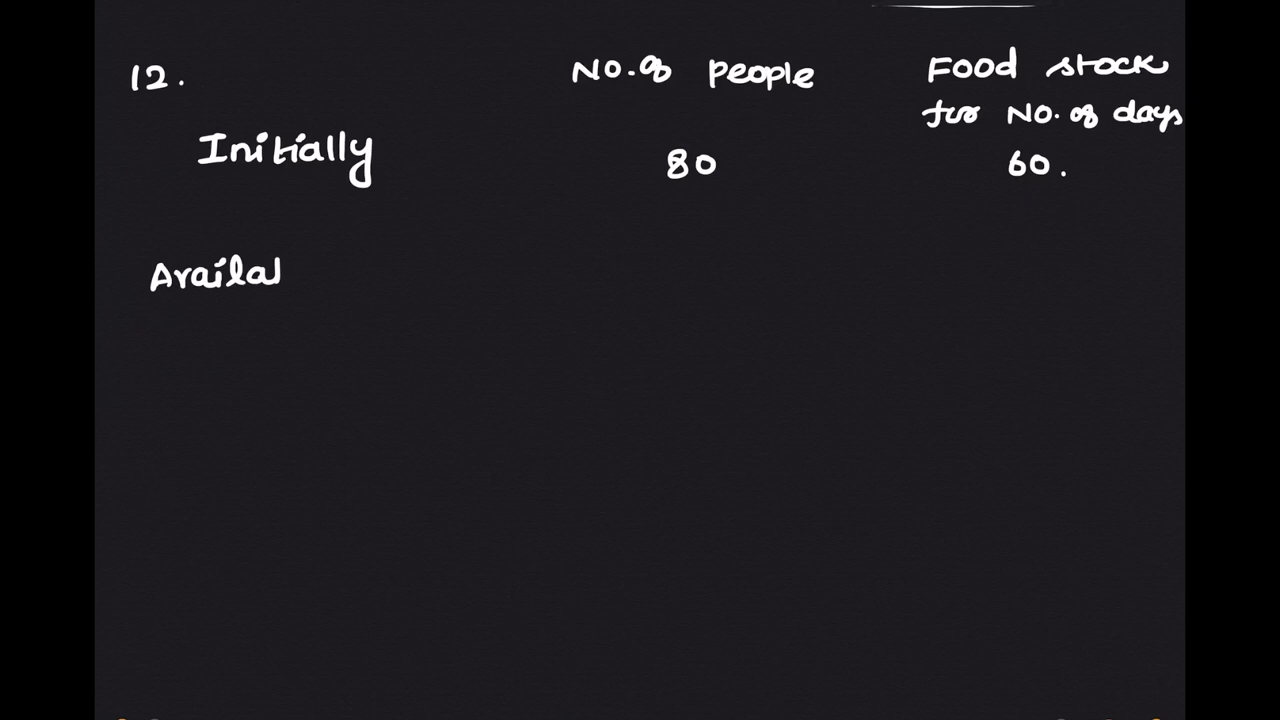 12. No. of people Food stock
for No. of days
Initially 80 60.
Availal